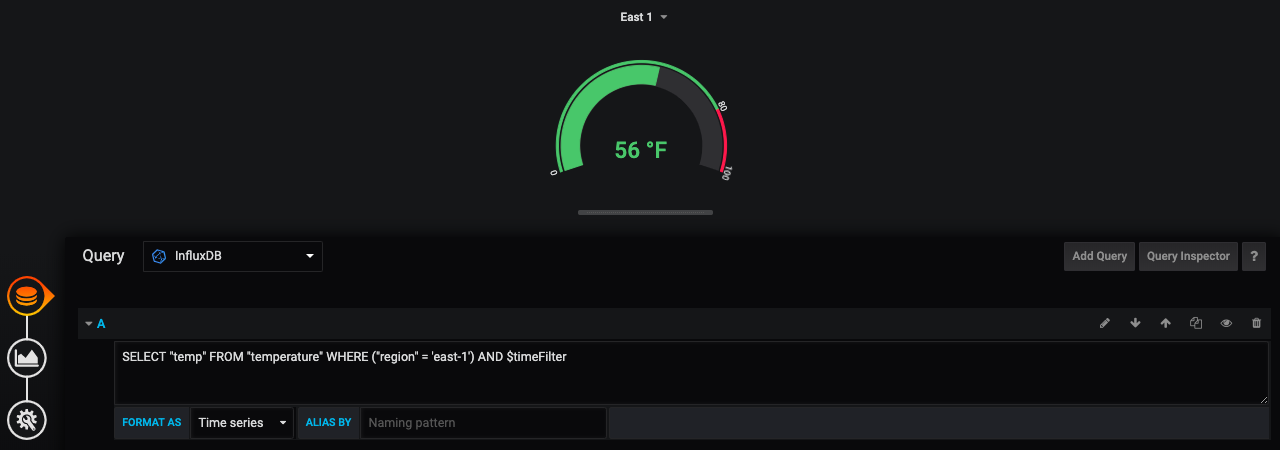 East 1
80
56 °F
0
100
Query InfluxDB Add Query Query Inspector ?
A
SELECT "temp" FROM "temperature" WHERE ("region" = 'east-1') AND $timeFilter
FORMAT AS Time series ALIAS BY Naming pattern